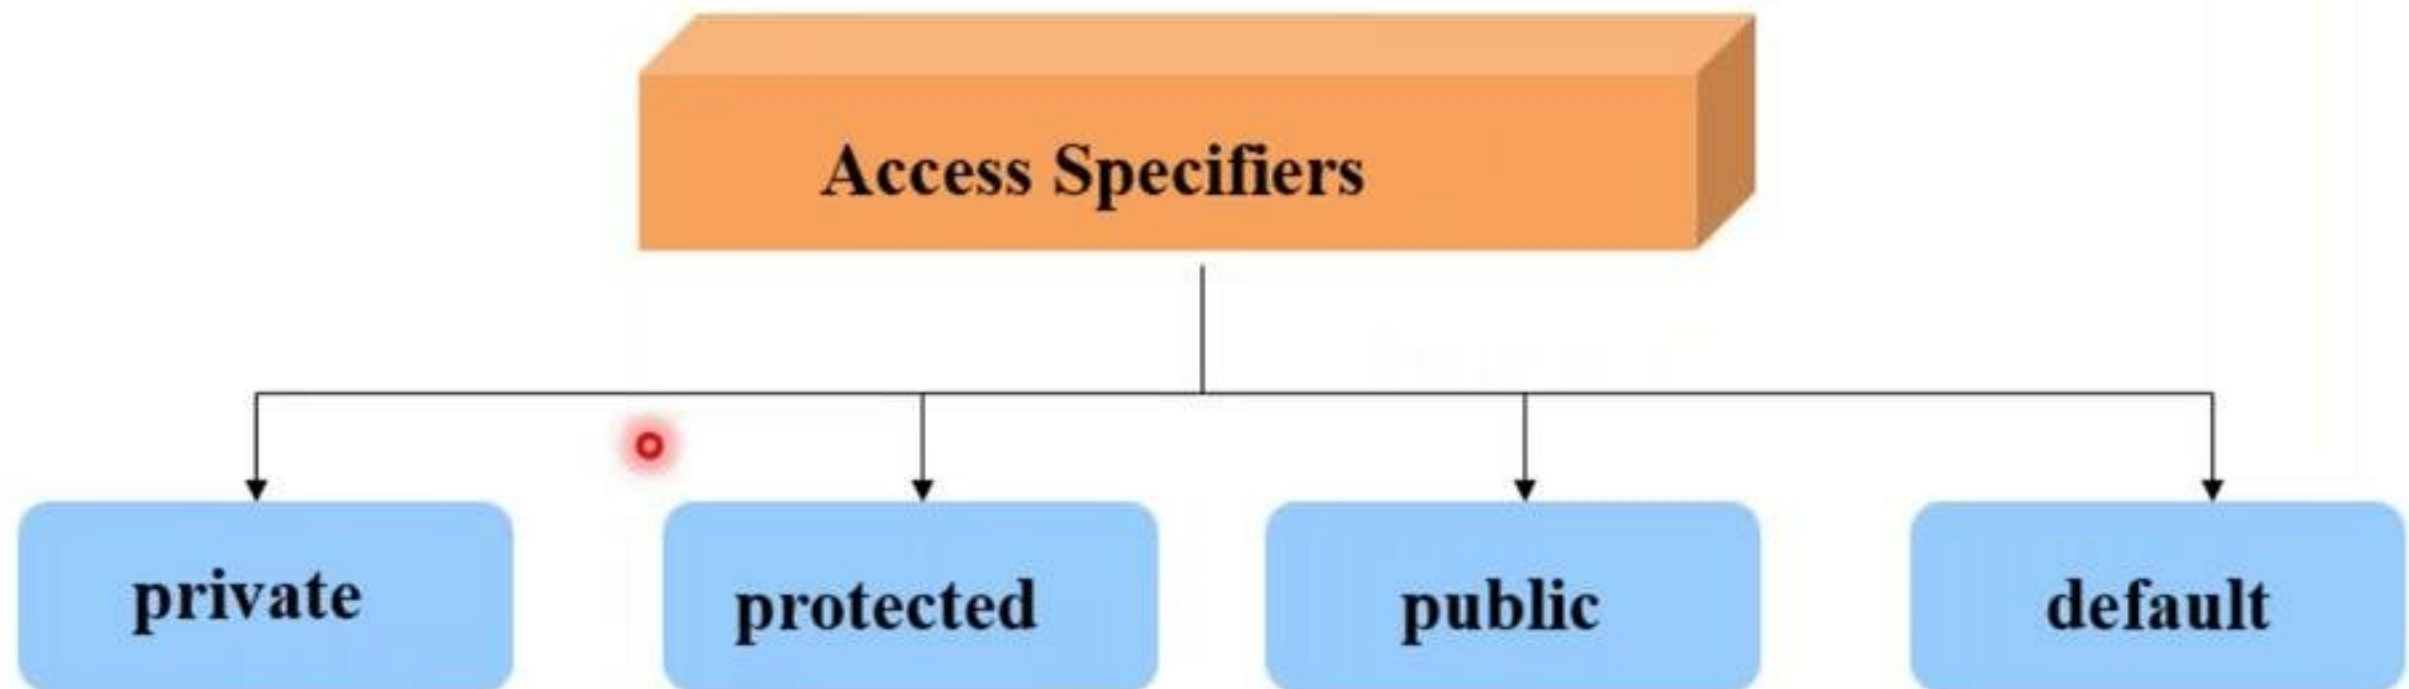 Access Specifiers
private
protected
public
default